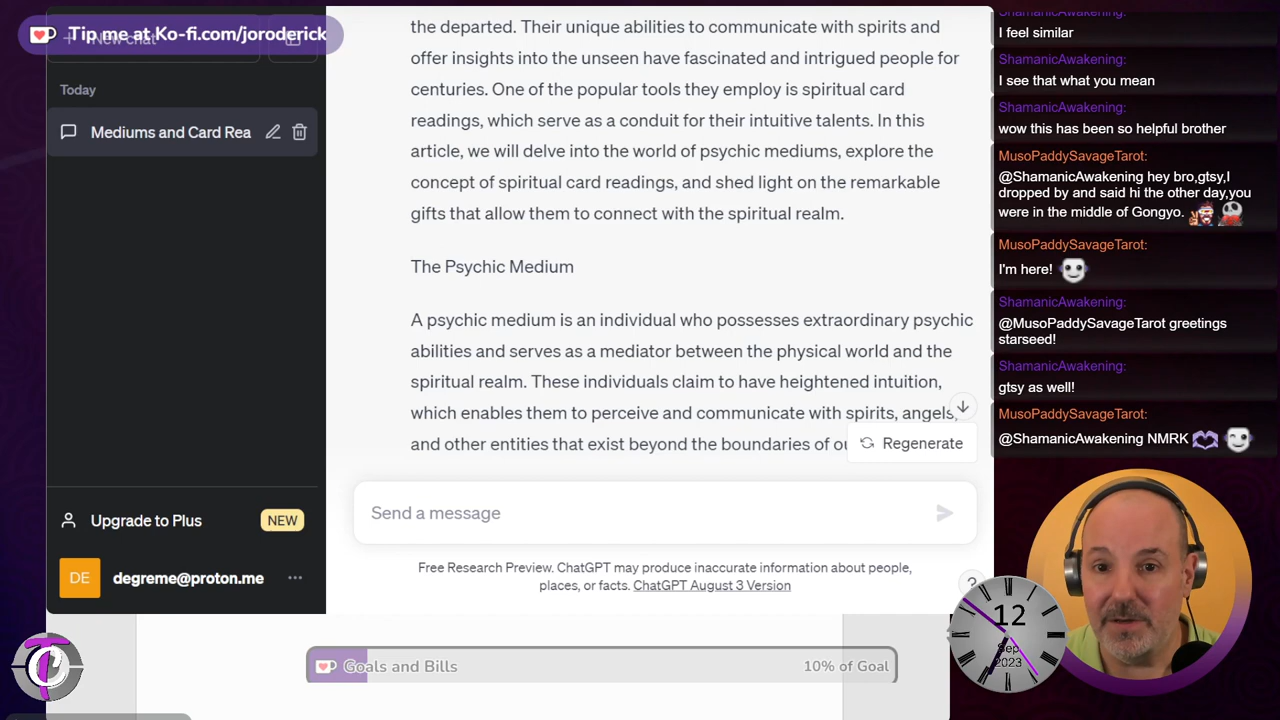 Tip me at Ko-fi.com/joroderick
Today
Mediums and Card Rea
Upgrade to Plus
NEW
DE
degreme@proton.me
the departed. Their unique abilities to communicate with spirits and
offer insights into the unseen have fascinated and intrigued people for
centuries. One of the popular tools they employ is spiritual card
readings, which serve as a conduit for their intuitive talents. In this
article, we will delve into the world of psychic mediums, explore the
concept of spiritual card readings, and shed light on the remarkable
gifts that allow them to connect with the spiritual realm.
The Psychic Medium
A psychic medium is an individual who possesses extraordinary psychic
abilities and serves as a mediator between the physical world and the
spiritual realm. These individuals claim to have heightened intuition,
which enables them to perceive and communicate with spirits, angels,
and other entities that exist beyond the boundaries of
Regenerate
Send a message
Free Research Preview. ChatGPT may produce inaccurate information about people,
places, or facts. ChatGPT August 3 Version
?
ShamanicAwakening:
I feel similar
ShamanicAwakening:
I see that what you mean
ShamanicAwakening:
wow this has been so helpful brother
MusoPaddySavageTarot:
@ShamanicAwakening hey bro,gtsy,I
dropped by and said hi the other day,you
were in the middle of Gongyo.
MusoPaddySavageTarot:
I'm here!
ShamanicAwakening:
@MusoPaddySavageTarot greetings
starseed!
ShamanicAwakening:
gtsy as well!
MusoPaddySavageTarot:
@ShamanicAwakening NMRK
12
Sep
2023
Goals and Bills
10% of Goal